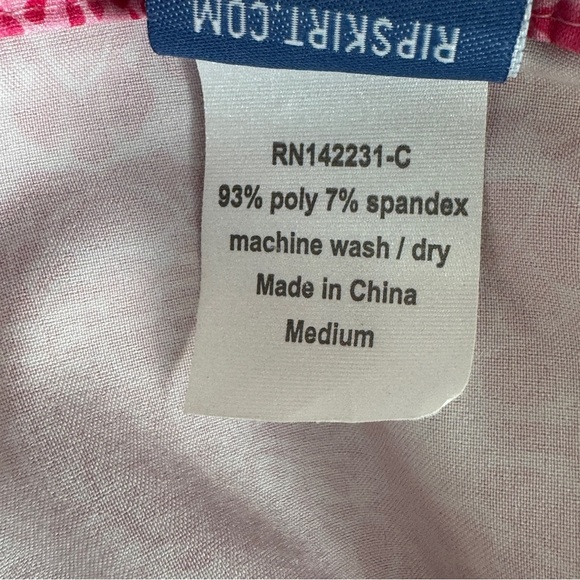 RIPSKIRT.COM
RN142231-C
93% poly 7% spandex
machine wash / dry
Made in China
Medium